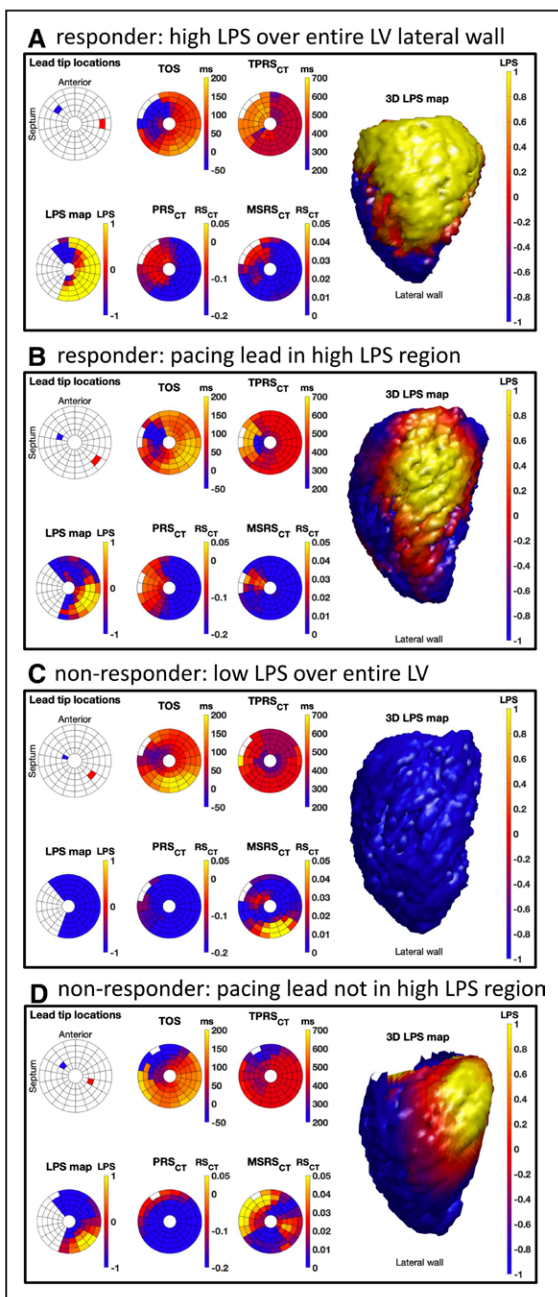 A responder: high LPS over entire LV lateral wall
Lead tip locations
Anterior
Septum
TOS
ms
200
150
100
50
0
-50
TPRSCT
ms
700
600
500
400
300
200
3D LPS map
Lateral wall
LPS
1
0.8
0.6
0.4
0.2
0
-0.2
-0.4
-0.6
-0.8
-1
LPS map
LPS
1
0
-1
PRSCT
RSCT
0.05
0
-0.1
-0.2
MSRSCT
RSCT
0.05
0.04
0.03
0.02
0.01
0
B responder: pacing lead in high LPS region
Lead tip locations
Anterior
Septum
TOS
ms
200
150
100
50
0
-50
TPRSCT
ms
700
600
500
400
300
200
3D LPS map
Lateral wall
LPS
1
0.8
0.6
0.4
0.2
0
-0.2
-0.4
-0.6
-0.8
-1
LPS map
LPS
1
0
-1
PRSCT
RSCT
0.05
0
-0.1
-0.2
MSRSCT
RSCT
0.05
0.04
0.03
0.02
0.01
0
C non-responder: low LPS over entire LV
Lead tip locations
Anterior
Septum
TOS
ms
200
150
100
50
0
-50
TPRSCT
ms
700
600
500
400
300
200
3D LPS map
Lateral wall
LPS
1
0.8
0.6
0.4
0.2
0
-0.2
-0.4
-0.6
-0.8
-1
LPS map
LPS
1
0
-1
PRSCT
RSCT
0.05
0
-0.1
-0.2
MSRSCT
RSCT
0.05
0.04
0.03
0.02
0.01
0
D non-responder: pacing lead not in high LPS region
Lead tip locations
Anterior
Septum
TOS
ms
200
150
100
50
0
-50
TPRSCT
ms
700
600
500
400
300
200
3D LPS map
Lateral wall
LPS
1
0.8
0.6
0.4
0.2
0
-0.2
-0.4
-0.6
-0.8
-1
LPS map
LPS
1
0
-1
PRSCT
RSCT
0.05
0
-0.1
-0.2
MSRSCT
RSCT
0.05
0.04
0.03
0.02
0.01
0